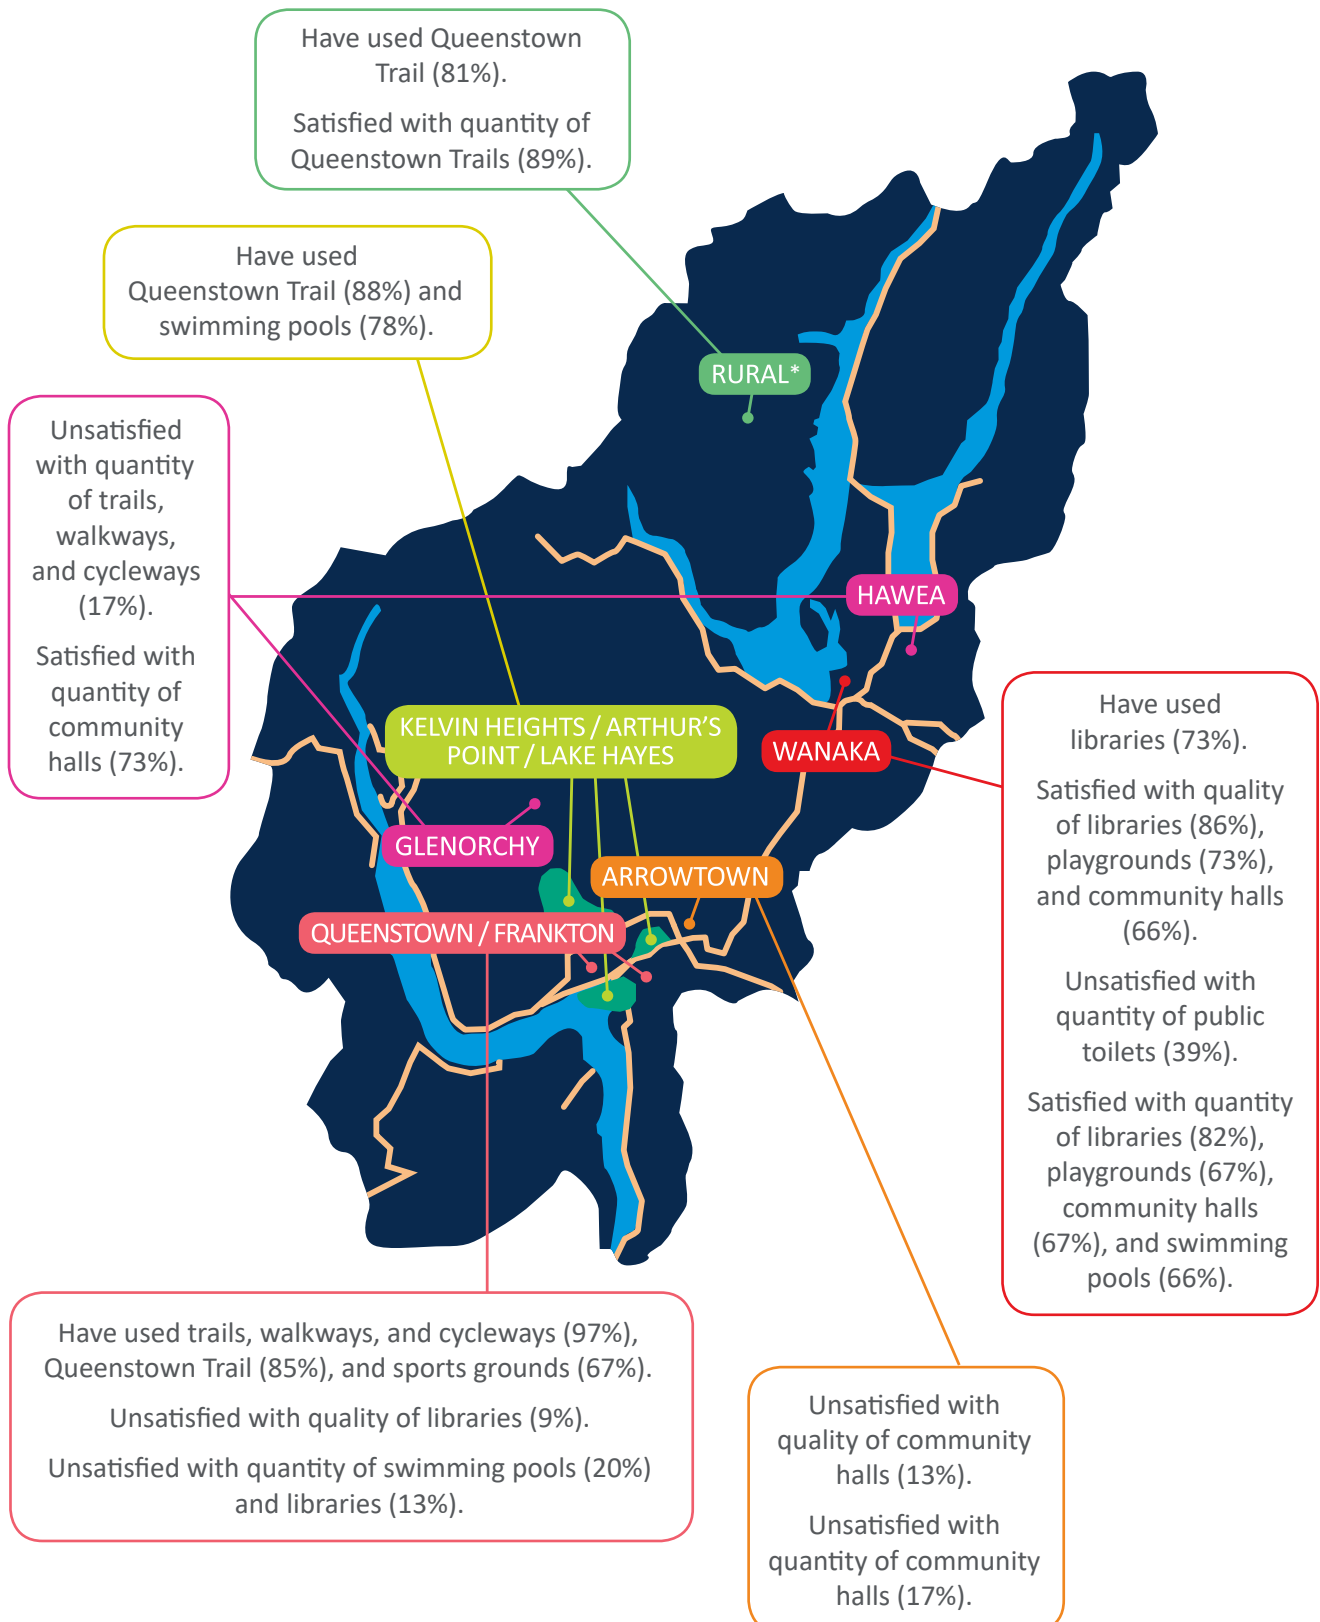 Have used Queenstown
Trail (81%).
Satisfied with quantity of
Queenstown Trails (89%).
Have used
Queenstown Trail (88%) and
swimming pools (78%).
RURAL*
Unsatisfied
with quantity
of trails,
walkways,
and cycleways
(17%).
Satisfied with
quantity of
community
halls (73%).
HAWEA
KELVIN HEIGHTS / ARTHUR'S
POINT / LAKE HAYES
WANAKA
GLENORCHY
ARROWTOWN
QUEENSTOWN / FRANKTON
Have used
libraries (73%).
Satisfied with quality
of libraries (86%),
playgrounds (73%),
and community halls
(66%).
Unsatisfied with
quantity of public
toilets (39%).
Satisfied with quantity
of libraries (82%),
playgrounds (67%),
community halls
(67%), and swimming
pools (66%).
Have used trails, walkways, and cycleways (97%),
Queenstown Trail (85%), and sports grounds (67%).
Unsatisfied with quality of libraries (9%).
Unsatisfied with quantity of swimming pools (20%)
and libraries (13%).
Unsatisfied with
quality of community
halls (13%).
Unsatisfied with
quantity of community
halls (17%).